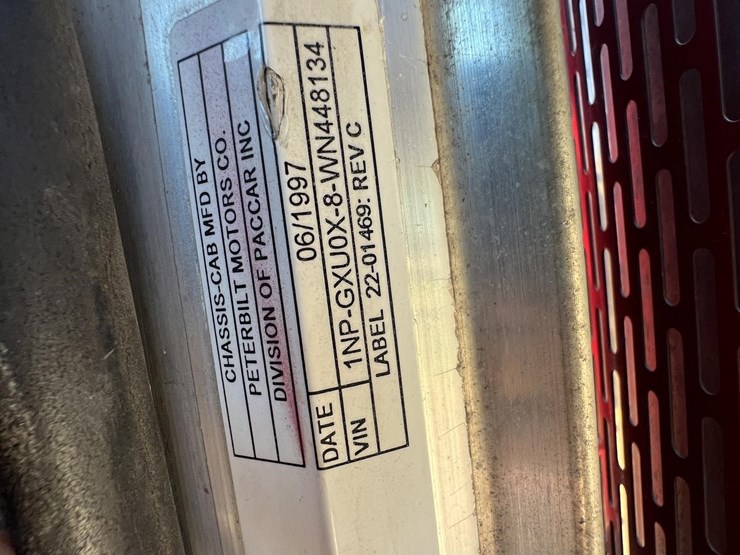 CHASSIS-CAB MFD BY
PETERBILT MOTORS CO.
DIVISION OF PACCAR INC
DATE 06/1997
VIN 1NP-GXU0X-8-WN448134
LABEL 22-01469: REV C